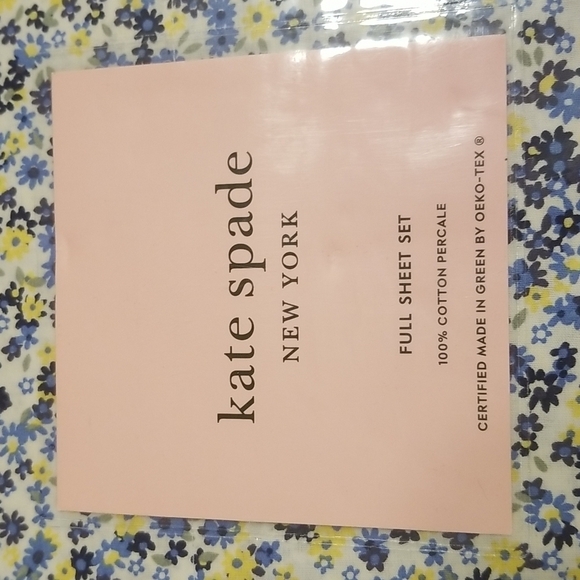 kate spade
NEW YORK
FULL SHEET SET
100% COTTON PERCALE
CERTIFIED MADE IN GREEN BY OEKO-TEX ®